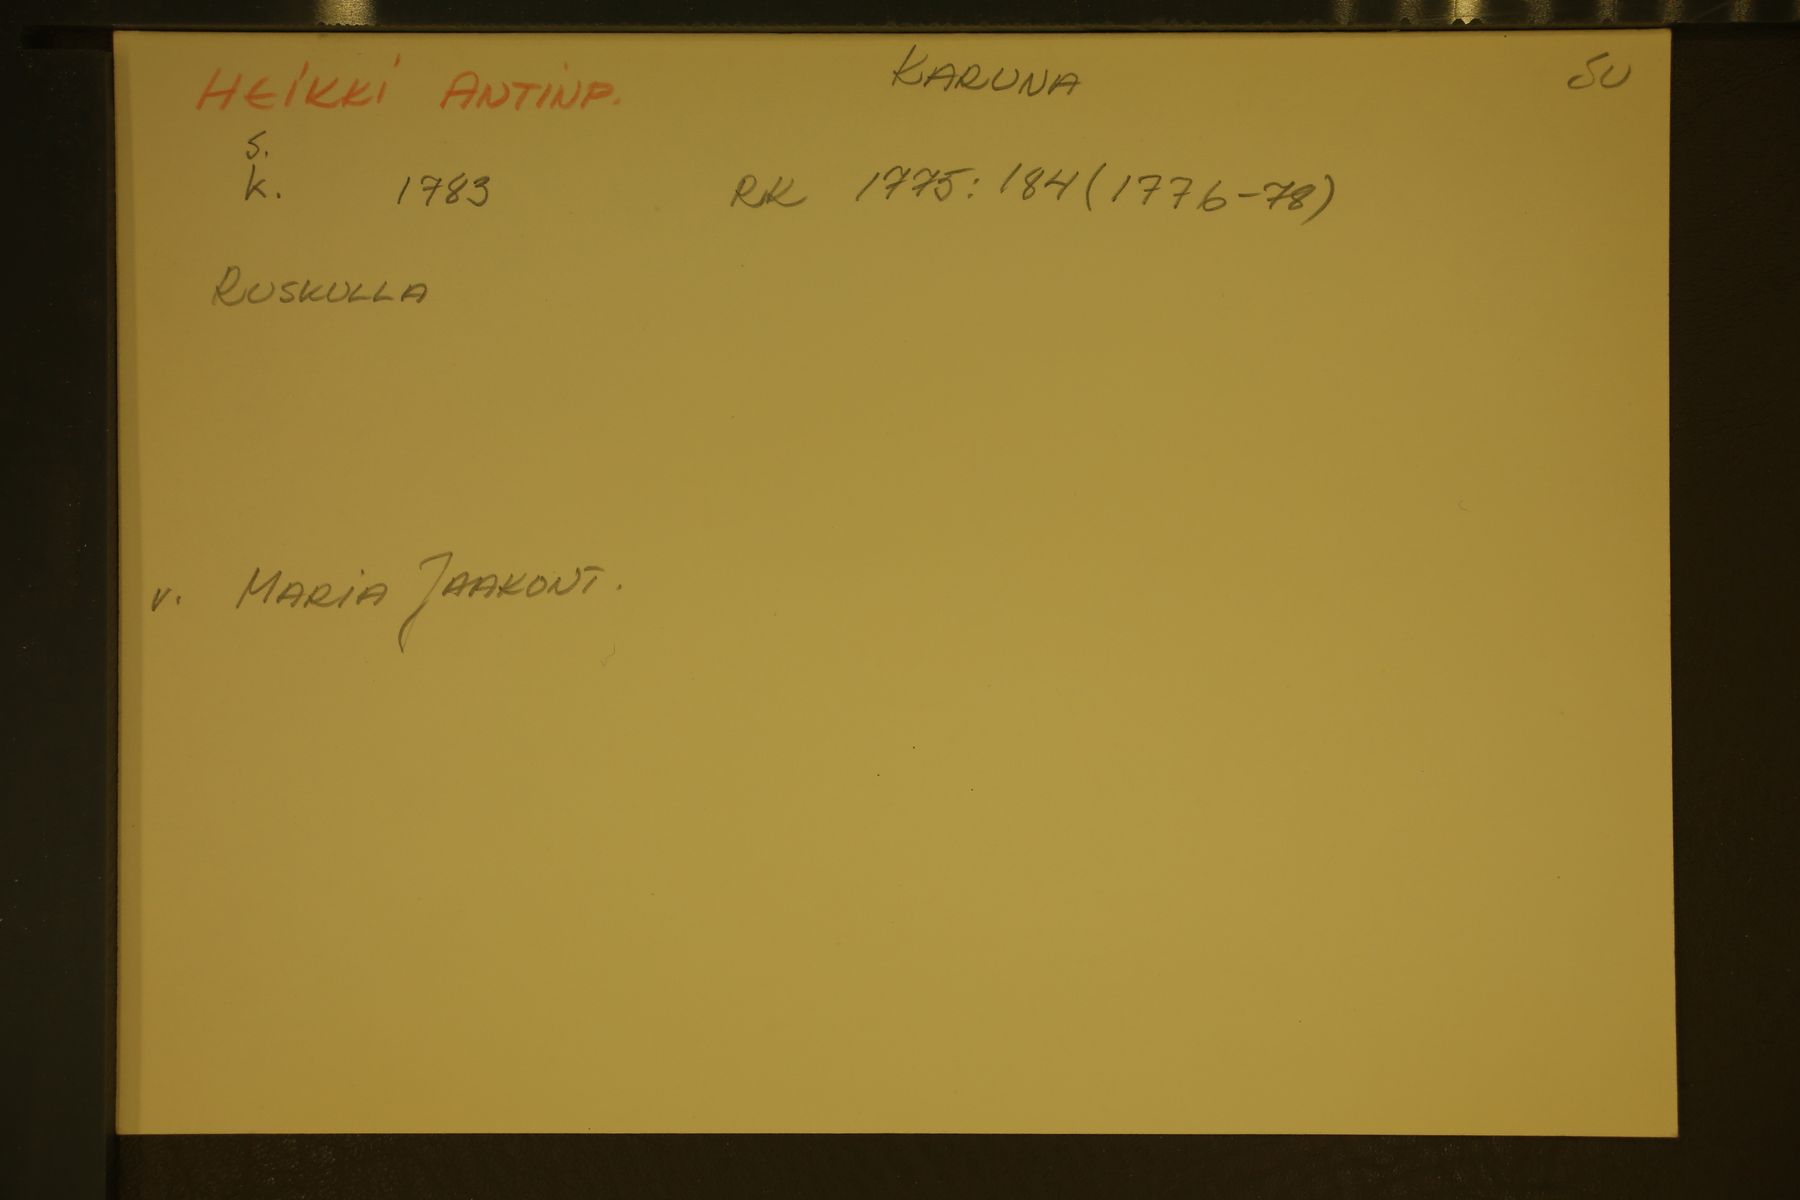 HEIKKI ANTINP. KARUNA SU
s.
k. 1783 RK 1775: 184 (1776-78)
RUSKULLA
v. MARIA JAAKONT.